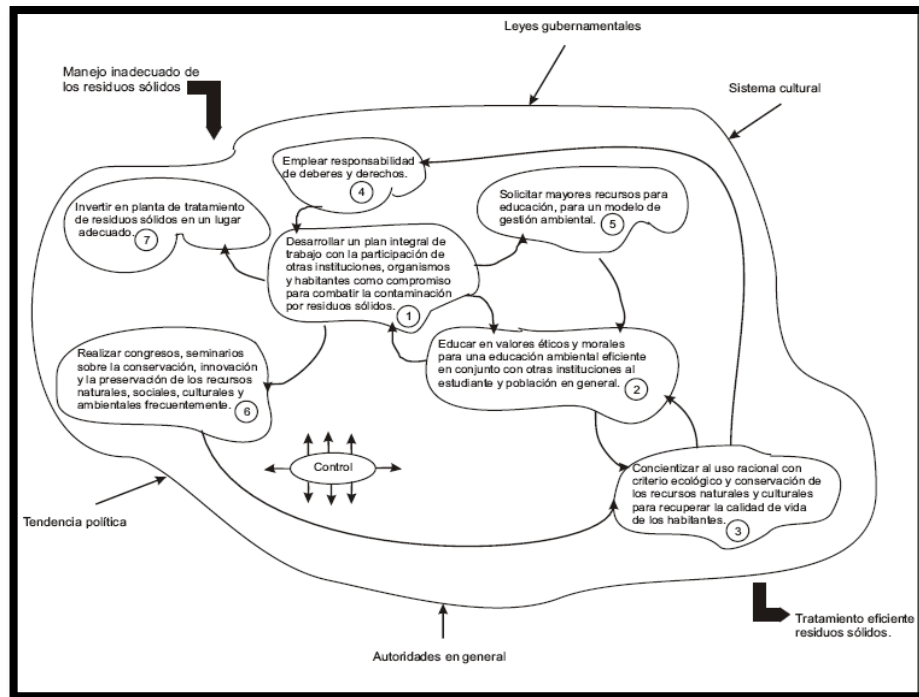 Leyes gubernamentales
Manejo inadecuado de
los residuos sólidos
Sistema cultural
Emplear responsabilidad
de deberes y derechos.
4
Solicitar mayores recursos para
educación, para un modelo de
gestión ambiental.
5
Invertir en planta de tratamiento
de residuos sólidos en un lugar
adecuado.
7
Desarrollar un plan integral de
trabajo con la participación de
otras instituciones, organismos
y habitantes como compromiso
para combatir la contaminación
por residuos sólidos.
1
Educar en valores éticos y morales
para una educación ambiental eficiente
en conjunto con otras instituciones al
estudiante y población en general.
2
Realizar congresos, seminarios
sobre la conservación, innovación
y la preservación de los recursos
naturales, sociales, culturales y
ambientales frecuentemente.
6
Control
Concientizar al uso racional con
criterio ecológico y conservación de
los recursos naturales y culturales
para recuperar la calidad de vida
de los habitantes.
3
Tendencia política
Tratamiento eficiente
residuos sólidos.
Autoridades en general